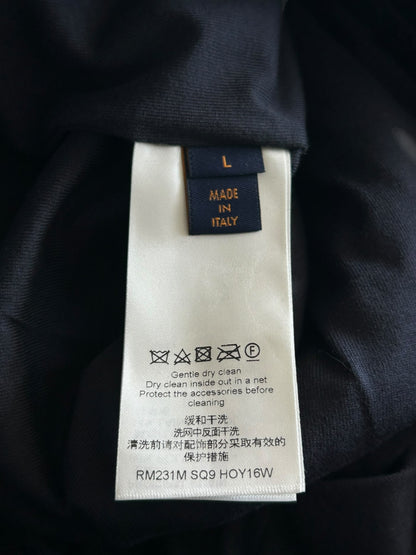 L
MADE
IN
ITALY
F
Gentle dry clean
Dry clean inside out in a net
Protect the accessories before
cleaning
缓和干洗
洗网中反面干洗
清洗前请对配饰部分采取有效的
保护措施
RM231M SQ9 HOY16W